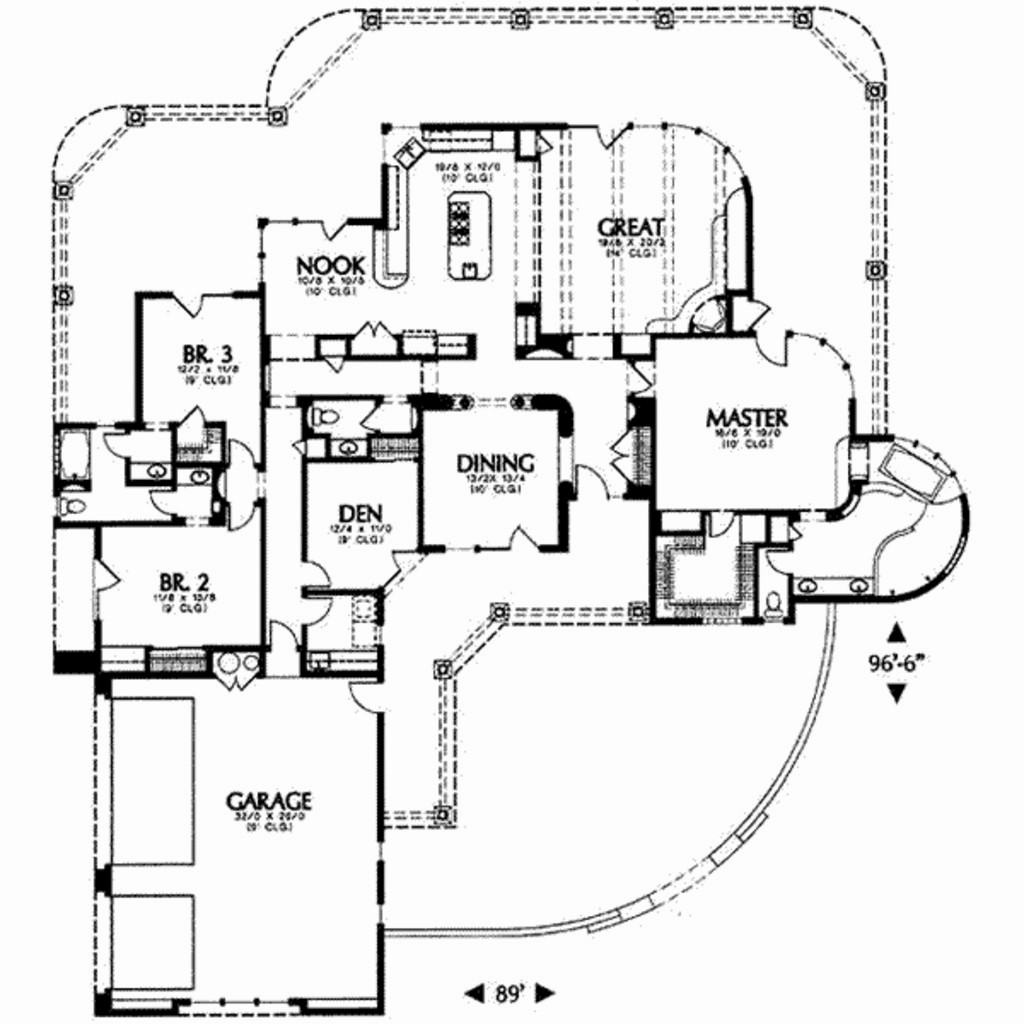 19/8 X 12/0
(10' CLG.)
GREAT
19/8 X 20/2
NOOK
10/8 X 10/8
(10' CLG.)
BR. 3
12/2 X 11/8
(9' CLG.)
MASTER
16/6 X 19/0
(10' CLG.)
DINING
13/2X 13/4
(10' CLG.)
DEN
12/4 X 11/0
(9' CLG.)
BR. 2
11/8 X 13/8
(9' CLG.)
96'-6"
GARAGE
32/0 X 26/0
(9' CLG.)
89'